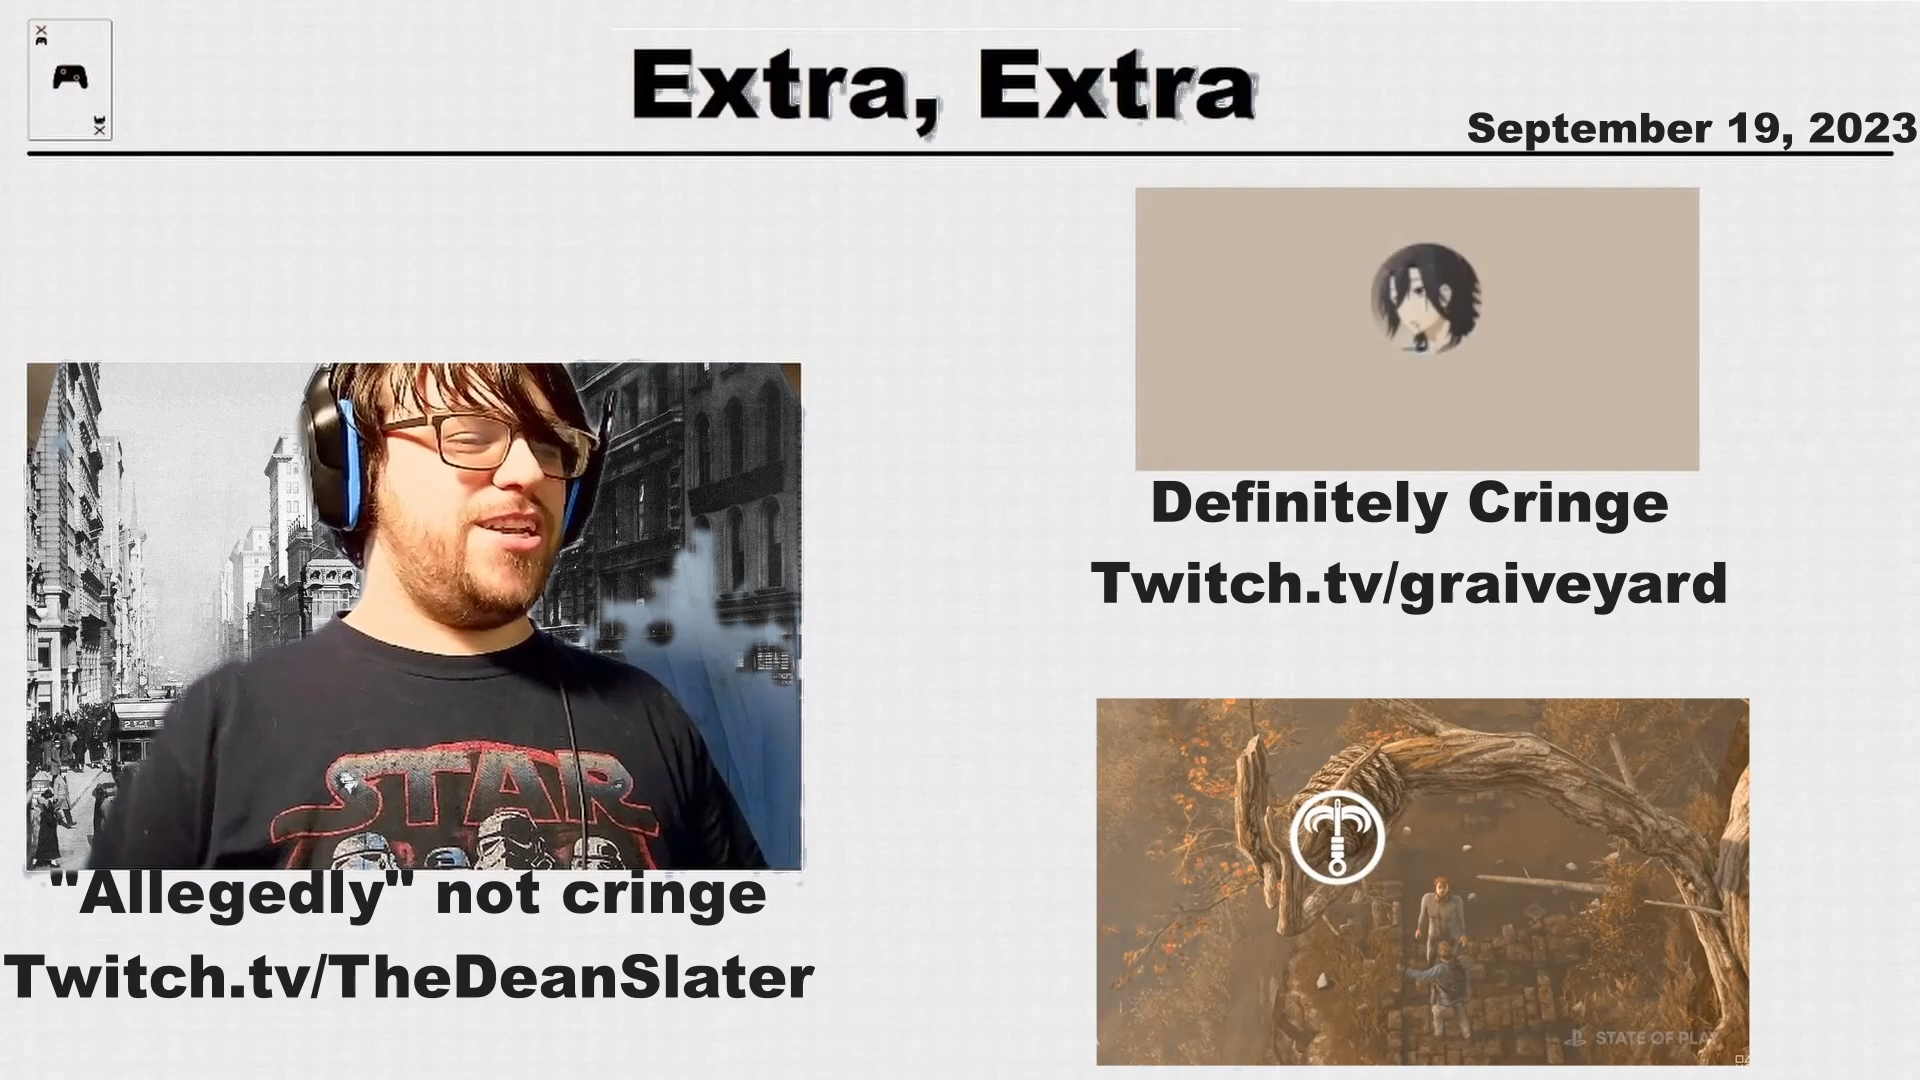 Extra, Extra
September 19, 2023
Definitely Cringe
Twitch.tv/graiveyard
STAR
"Allegedly" not cringe
Twitch.tv/TheDeanSlater
STATE OF PLAY